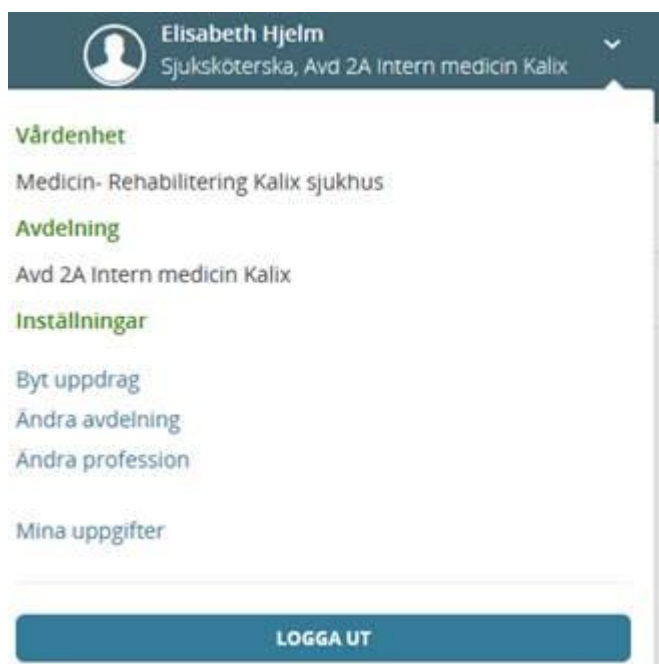 Elisabeth Hjelm
Sjuksköterska, Avd 2A Intern medicin Kalix
Vårdenhet
Medicin- Rehabilitering Kalix sjukhus
Avdelning
Avd 2A Intern medicin Kalix
Inställningar
Byt uppdrag
Ändra avdelning
Ändra profession
Mina uppgifter
LOGGA UT